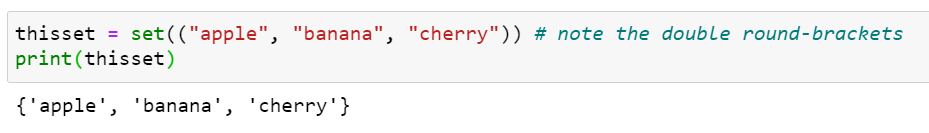 thisset = set(("apple", "banana", "cherry")) # note the double round-brackets
print(thisset)
{'apple', 'banana', 'cherry'}